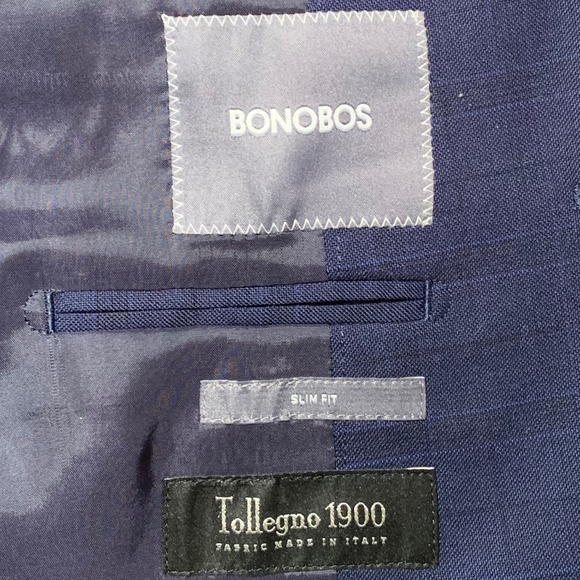 BONOBOS
SLIM FIT
Tollegno 1900
FABRIC MADE IN ITALY